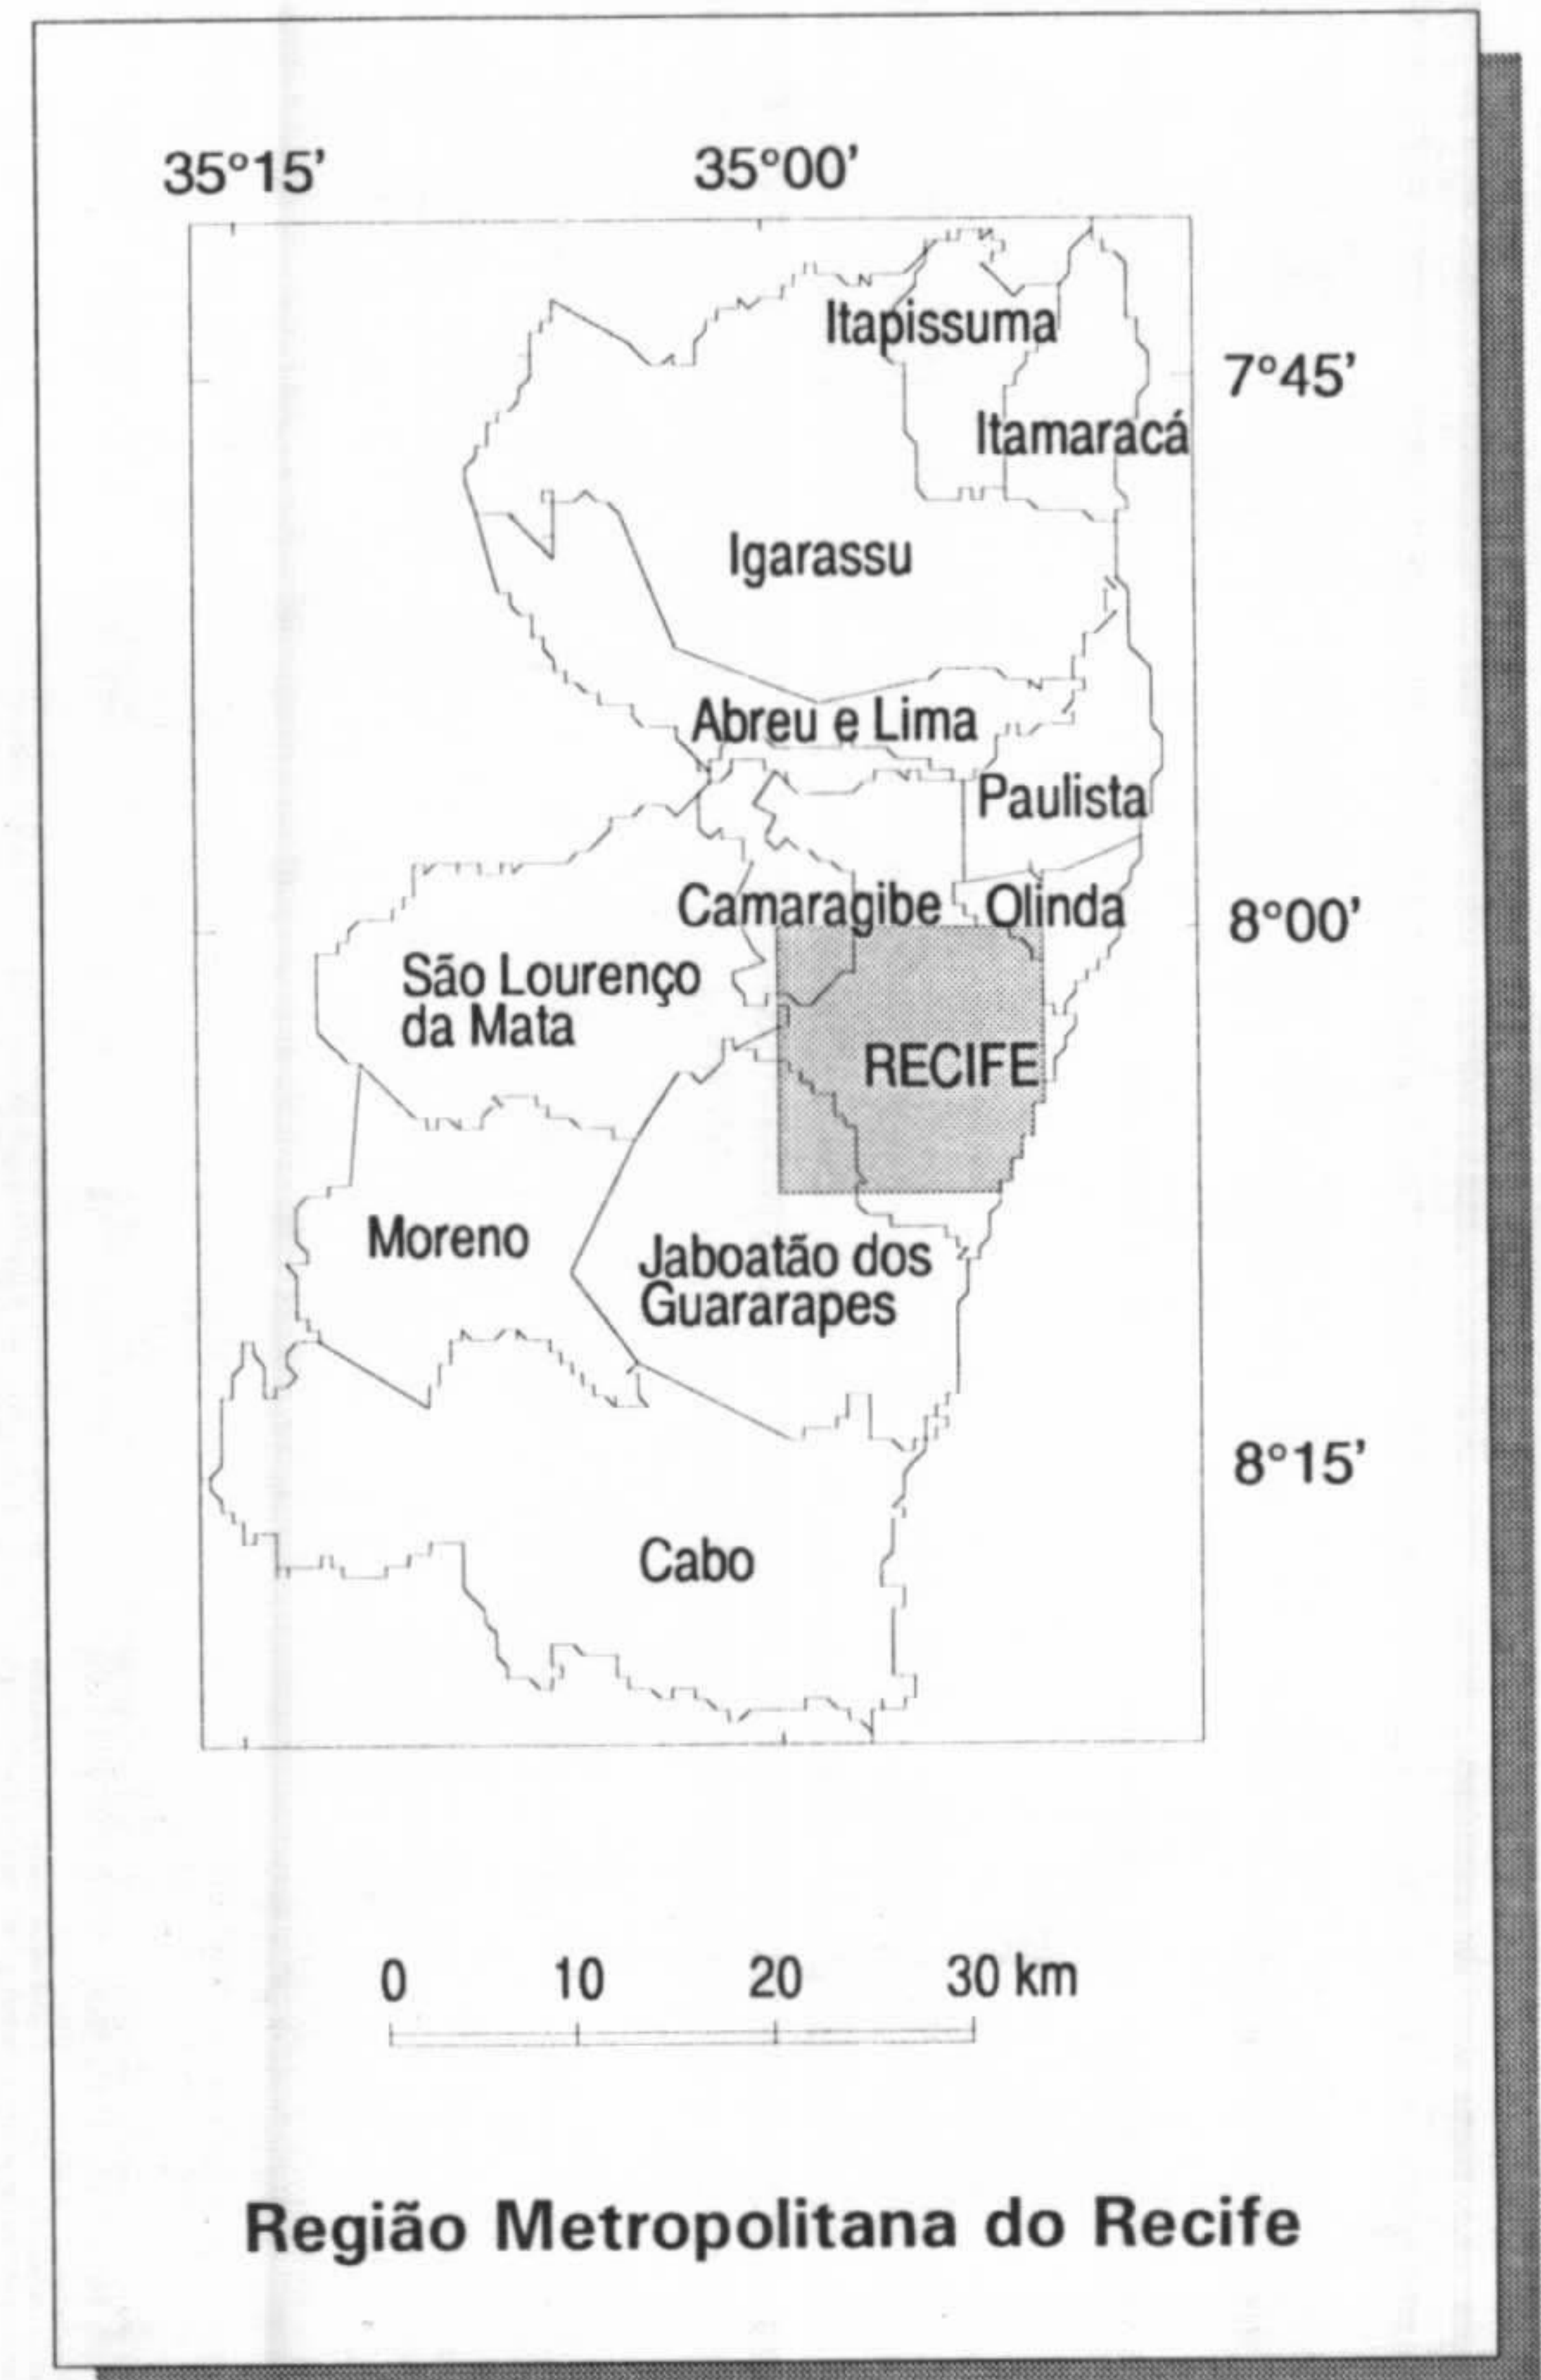 35°15' 35°00'
Itapissuma
7°45'
Itamaracá
Igarassu
Abreu e Lima
Paulista
Camaragibe Olinda
8°00'
São Lourenço
da Mata
RECIFE
Moreno
Jaboatão dos
Guararapes
8°15'
Cabo
0 10 20 30 km
Região Metropolitana do Recife